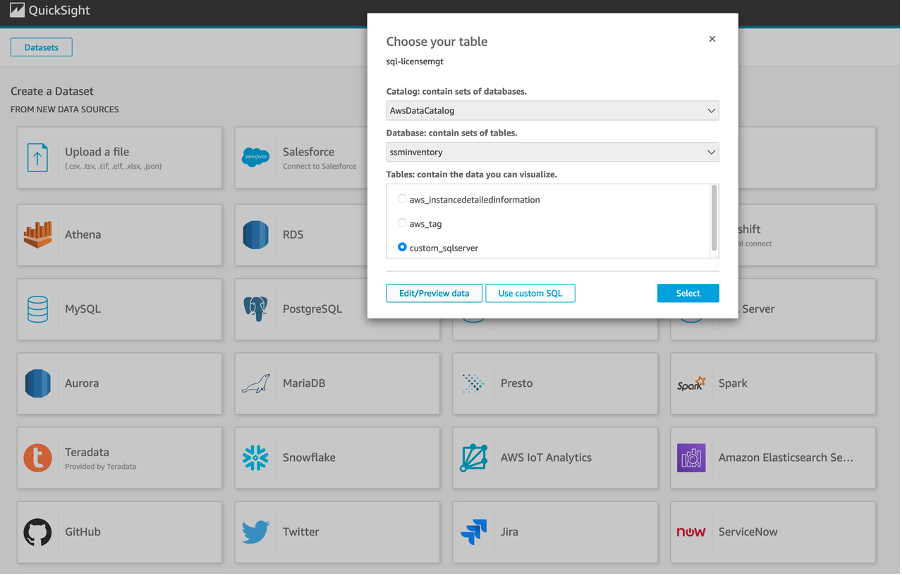 QuickSight
Datasets
Create a Dataset
FROM NEW DATA SOURCES
Upload a file
(.csv, .tsv, .clf, .elf, .xlsx, .json)
Salesforce
Connect to Salesforce
Athena
RDS
shift
al connect
MySQL
PostgreSQL
Server
Aurora
MariaDB
Presto
Spark
Teradata
Provided by Teradata
Snowflake
AWS IoT Analytics
Amazon Elasticsearch Se...
GitHub
Twitter
Jira
now
ServiceNow
Choose your table
sql-licensemgt
Catalog: contain sets of databases.
AwsDataCatalog
Database: contain sets of tables.
ssminventory
Tables: contain the data you can visualize.
aws_instancedetailedinformation
aws_tag
custom_sqlserver
Edit/Preview data
Use custom SQL
Select